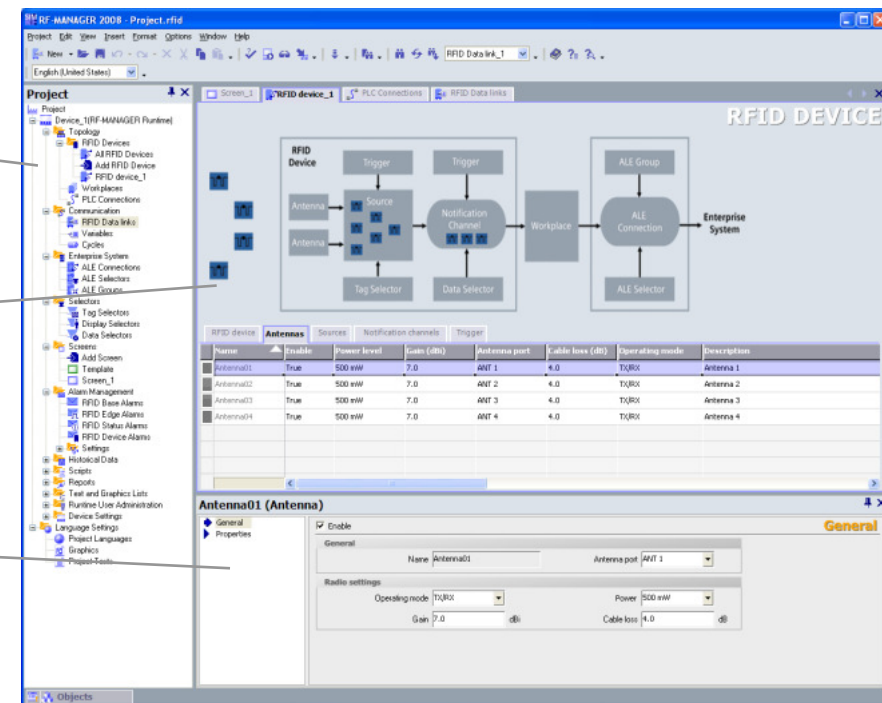 RF-MANAGER 2008 - Project.rfid
Project Edit View Insert Format Options Window Help
New
RFID Data link_1
English (United States)
Project
Project
Device_1(RF-MANAGER Runtime)
Topology
RFID Devices
All RFID Devices
Add RFID Device
RFID device_1
Workplaces
PLC Connections
Communication
RFID Data links
Variables
Cycles
Enterprise System
ALE Connections
ALE Selectors
ALE Groups
Selectors
Tag Selectors
Display Selectors
Data Selectors
Screens
Add Screen
Template
Screen_1
Alarm Management
RFID Base Alarms
RFID Edge Alarms
RFID Status Alarms
RFID Device Alarms
Settings
Historical Data
Scripts
Reports
Text and Graphics Lists
Runtime User Administration
Device Settings
Language Settings
Project Languages
Graphics
Project Texts
Objects
Screen_1 RFID device_1 PLC Connections RFID Data links
RFID DEVICE
RFID Device
Trigger
Trigger
ALE Group
Antenna
Source
Antenna
Notification Channel
Workplace
ALE Connection
Enterprise System
Tag Selector
Data Selector
ALE Selector
RFID device Antennas Sources Notification channels Trigger
Name Enable Power level Gain (dBi) Antenna port Cable loss (dB) Operating mode Description
Antenna01 True 500 mW 7.0 ANT 1 4.0 TX/RX Antenna 1
Antenna02 True 500 mW 7.0 ANT 2 4.0 TX/RX Antenna 2
Antenna03 True 500 mW 7.0 ANT 3 4.0 TX/RX Antenna 3
Antenna04 True 500 mW 7.0 ANT 4 4.0 TX/RX Antenna 4
Antenna01 (Antenna)
General
Properties
Enable
General
General
Name Antenna01 Antenna port ANT 1
Radio settings
Operating mode TX/RX Power 500 mW
Gain 7.0 dBi Cable loss 4.0 dB